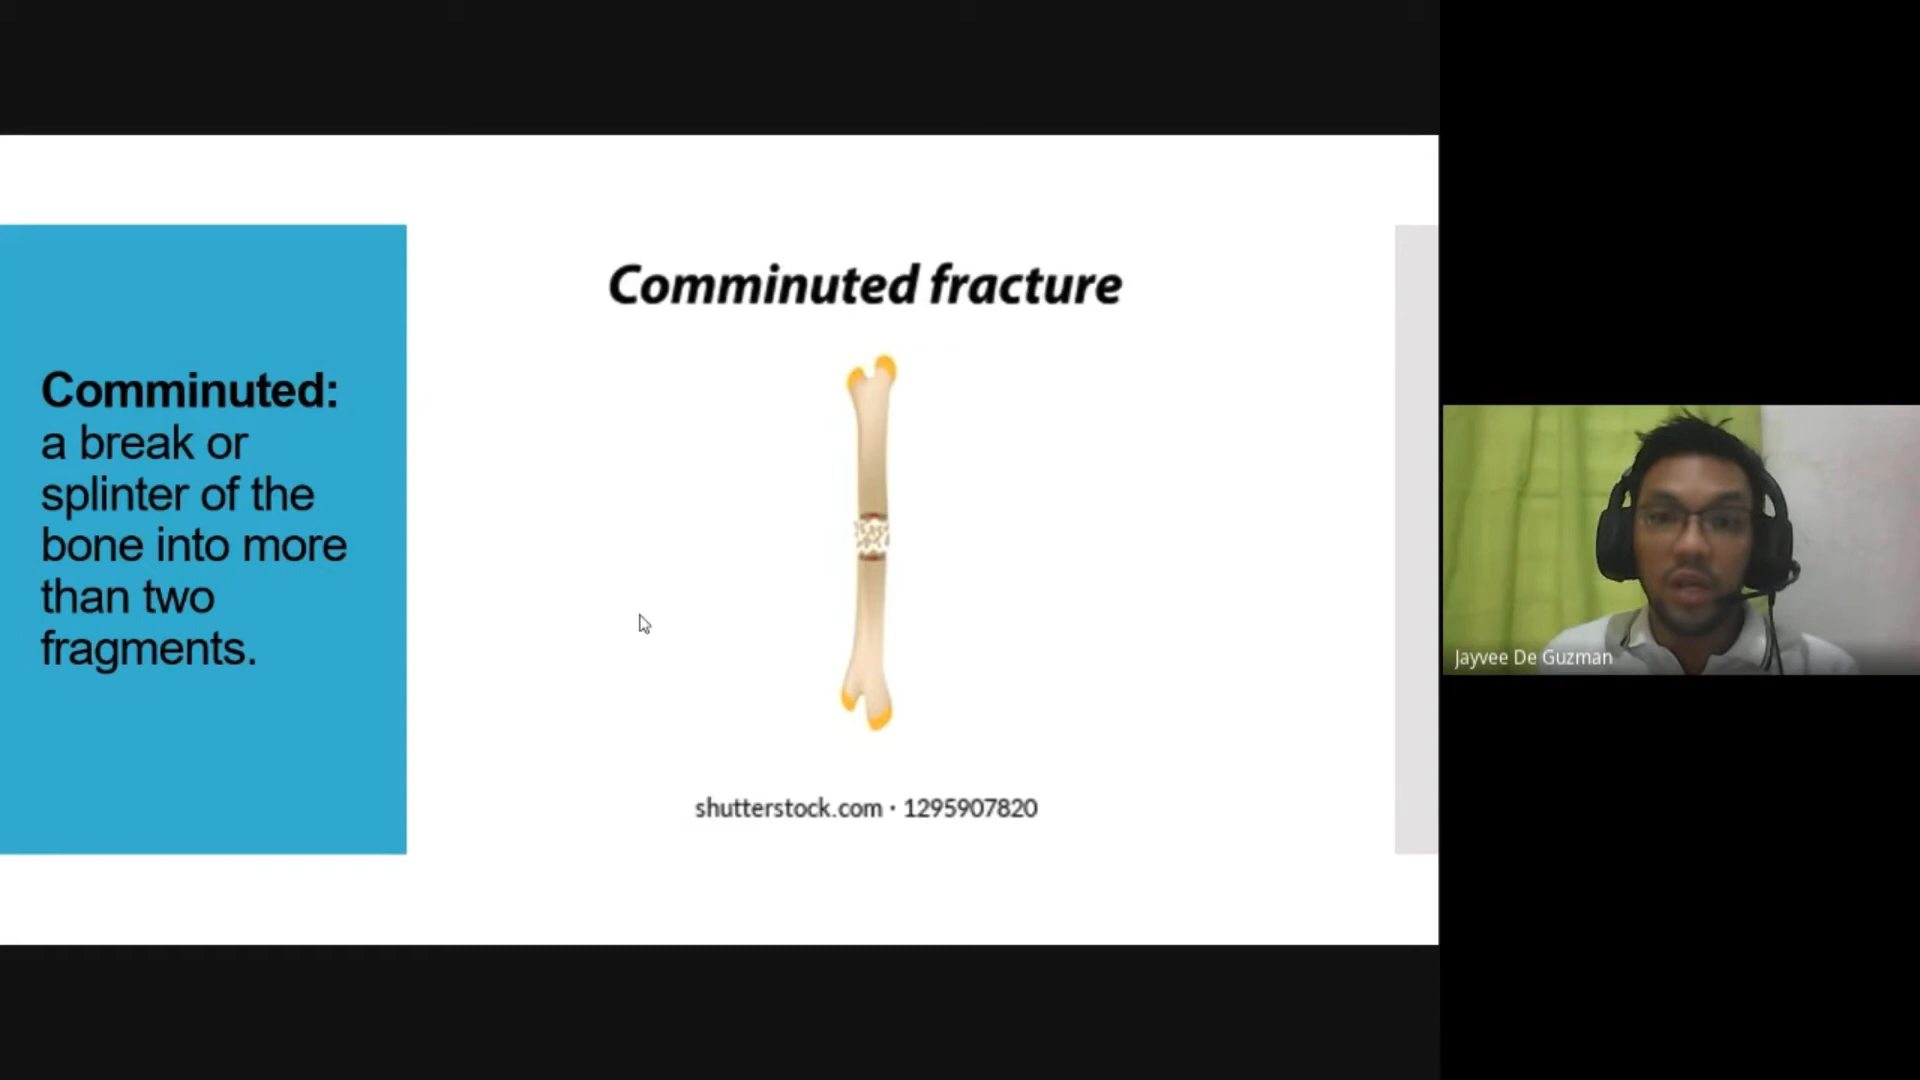 Comminuted:
a break or
splinter of the
bone into more
than two
fragments.
Comminuted fracture
shutterstock.com · 1295907820
Jayvee De Guzman